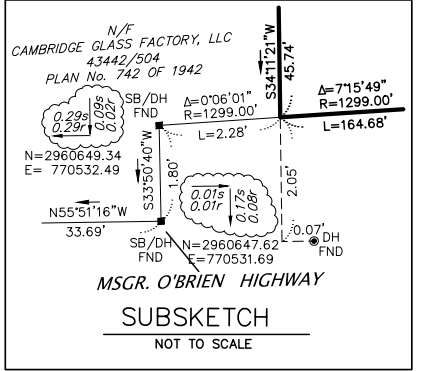 N/F
CAMBRIDGE GLASS FACTORY, LLC
43442/504
PLAN No. 742 OF 1942
S34°11'21"W
45.74'
Δ=7°15'49"
R=1299.00'
L=164.68'
SB/DH
FND
Δ=0°06'01"
R=1299.00'
L=2.28'
0.29s
0.29r
0.09s
0.02r
N=2960649.34
E= 770532.49
S33°50'40"W
1.80'
0.01s
0.01r
0.17s
0.08r
2.05'
0.07'
DH
FND
N55°51'16"W
33.69'
SB/DH
FND
N=2960647.62
E=770531.69
MSGR. O'BRIEN HIGHWAY
SUBSKETCH
NOT TO SCALE